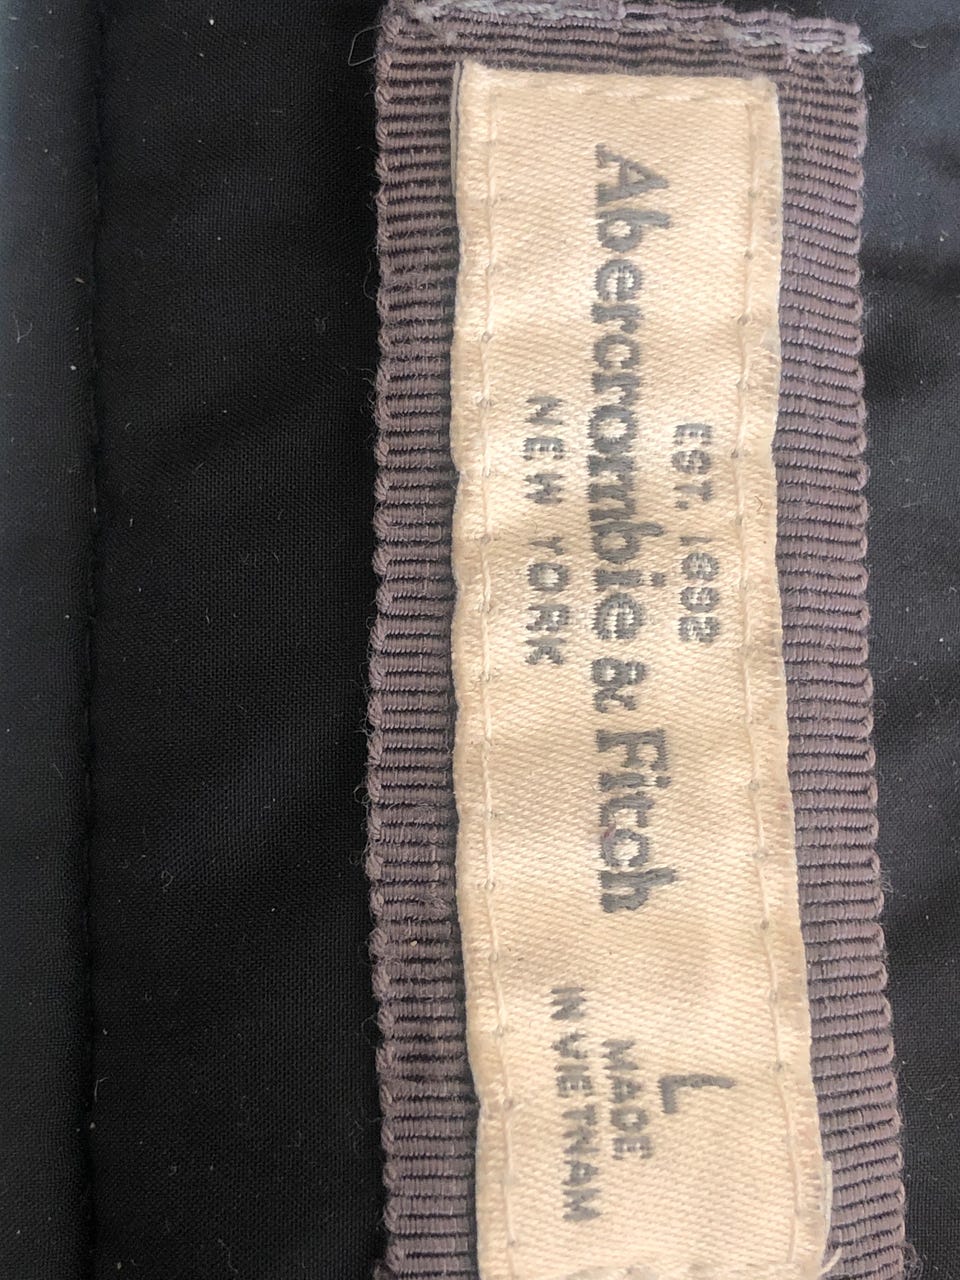 EST. 1892
Abercrombie & Fitch
NEW YORK
L
MADE
IN VIETNAM